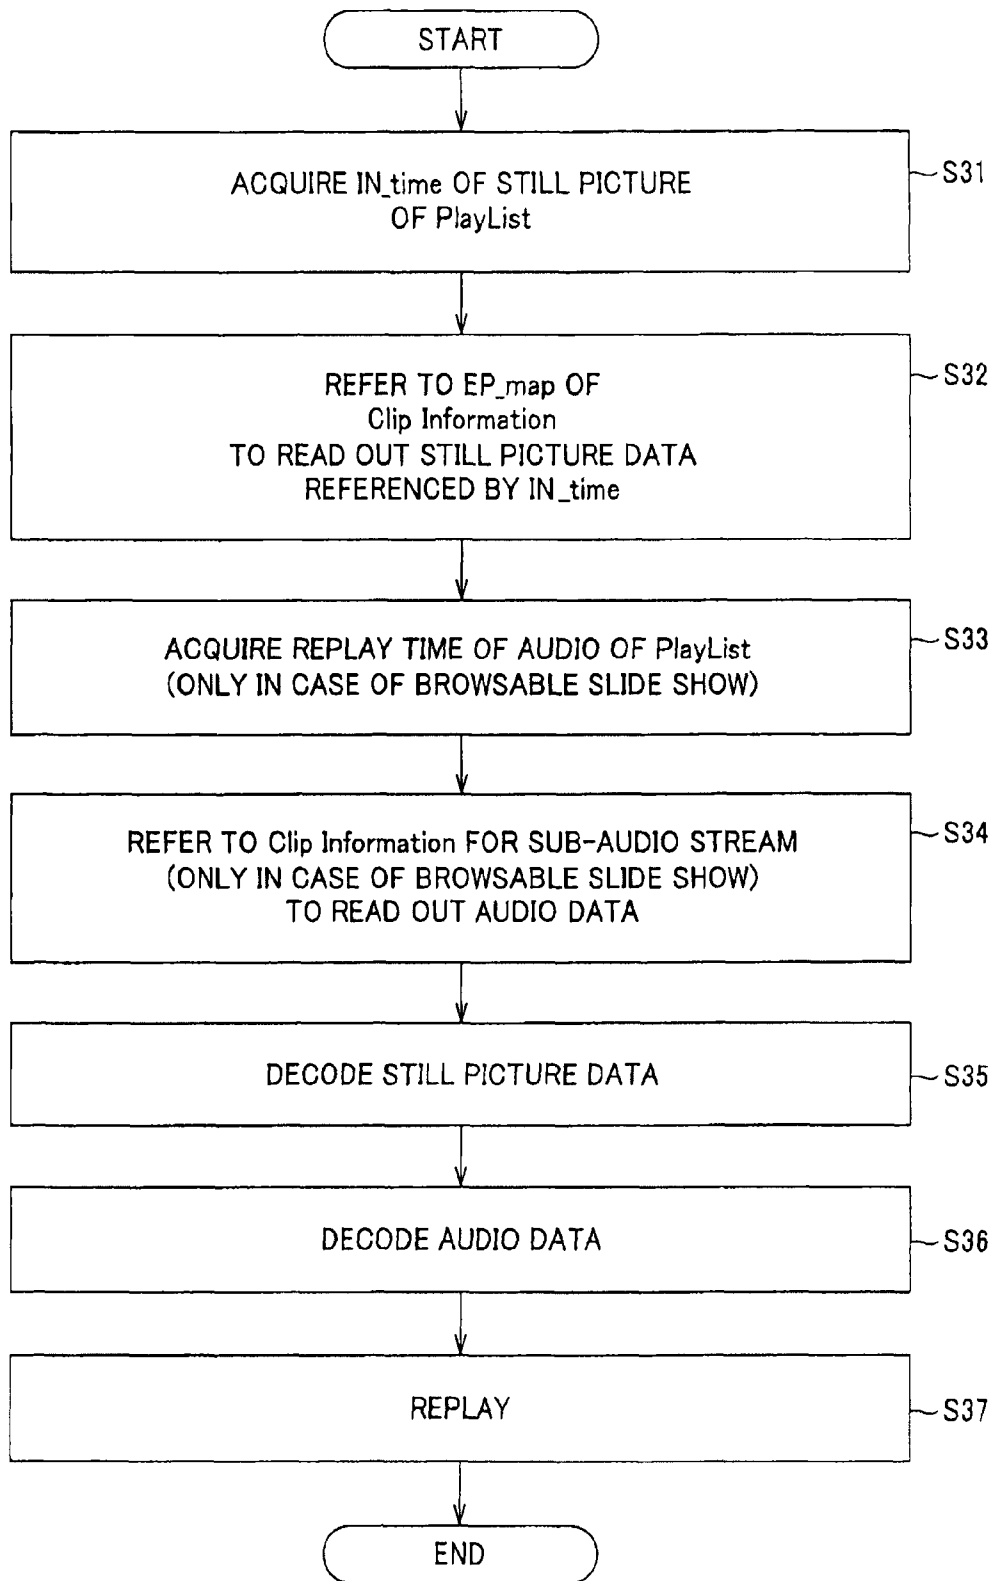 START
ACQUIRE IN_time OF STILL PICTURE
OF PlayList
S31
REFER TO EP_map OF
Clip Information
TO READ OUT STILL PICTURE DATA
REFERENCED BY IN_time
S32
ACQUIRE REPLAY TIME OF AUDIO OF PlayList
(ONLY IN CASE OF BROWSABLE SLIDE SHOW)
S33
REFER TO Clip Information FOR SUB-AUDIO STREAM
(ONLY IN CASE OF BROWSABLE SLIDE SHOW)
TO READ OUT AUDIO DATA
S34
DECODE STILL PICTURE DATA
S35
DECODE AUDIO DATA
S36
REPLAY
S37
END